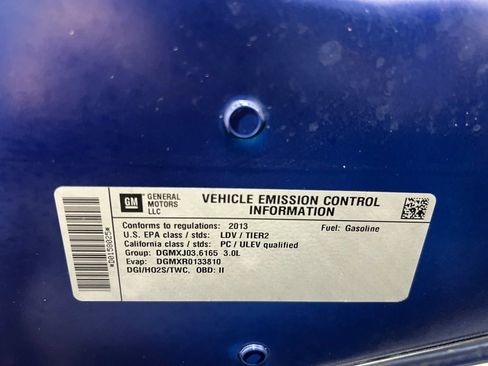 GM
GENERAL
MOTORS
LLC
VEHICLE EMISSION CONTROL
INFORMATION
Conforms to regulations: 2013 Fuel: Gasoline
U.S. EPA class / stds: LDV / TIER2
California class / stds: PC / ULEV qualified
Group: DGMXJ03.6165 3.0L
Evap: DGMXR0133810
DGI/HO2S/TWC, OBD: II
*D0158025*